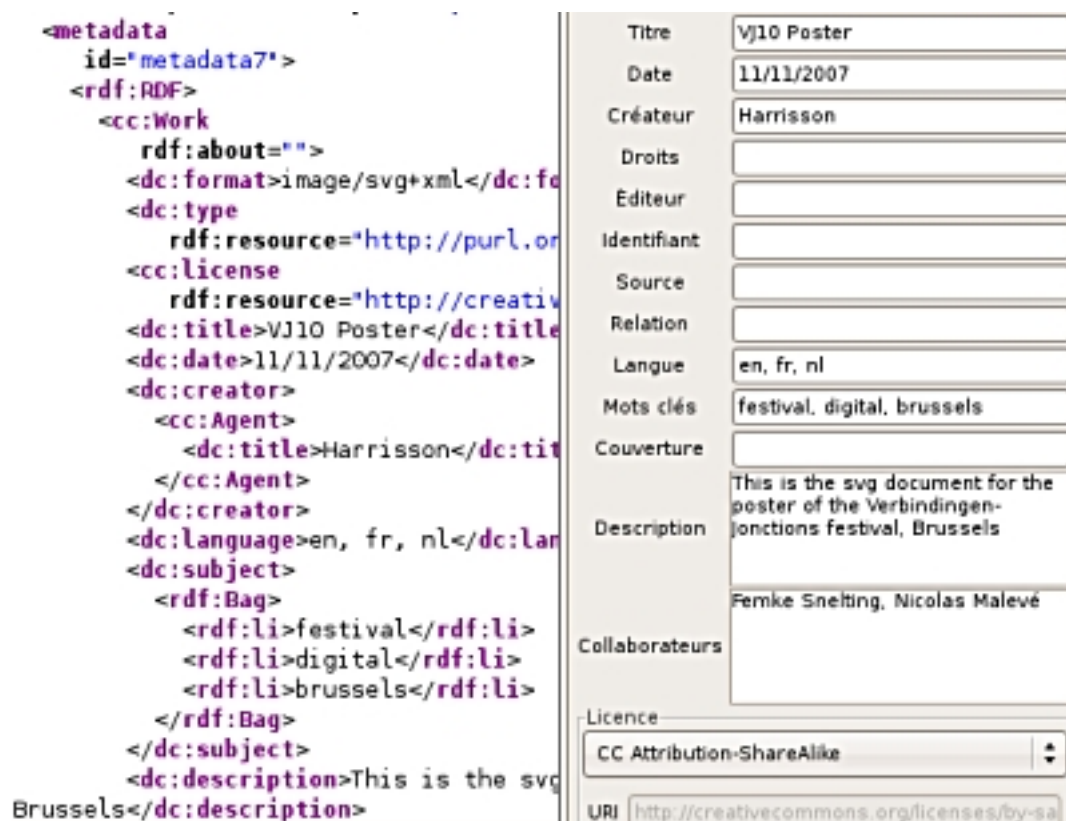 <metadata
id="metadata7">
<rdf:RDF>
<cc:Work
rdf:about="">
<dc:format>image/svg+xml</dc:fo
<dc:type
rdf:resource="http://purl.or
<cc:license
rdf:resource="http://creativ
<dc:title>VJ10 Poster</dc:title
<dc:date>11/11/2007</dc:date>
<dc:creator>
<cc:Agent>
<dc:title>Harrisson</dc:tit
</cc:Agent>
</dc:creator>
<dc:language>en, fr, nl</dc:lan
<dc:subject>
<rdf:Bag>
<rdf:li>festival</rdf:li>
<rdf:li>digital</rdf:li>
<rdf:li>brussels</rdf:li>
</rdf:Bag>
</dc:subject>
<dc:description>This is the svg
Brussels</dc:description>
Titre VJ10 Poster
Date 11/11/2007
Créateur Harrisson
Droits
Éditeur
Identifiant
Source
Relation
Langue en, fr, nl
Mots clés festival, digital, brussels
Couverture
Description
This is the svg document for the
poster of the Verbindingen-
Jonctions festival, Brussels
Collaborateurs
Femke Snelting, Nicolas Malevé
Licence
CC Attribution-ShareAlike
URI http://creativecommons.org/licenses/by-sa